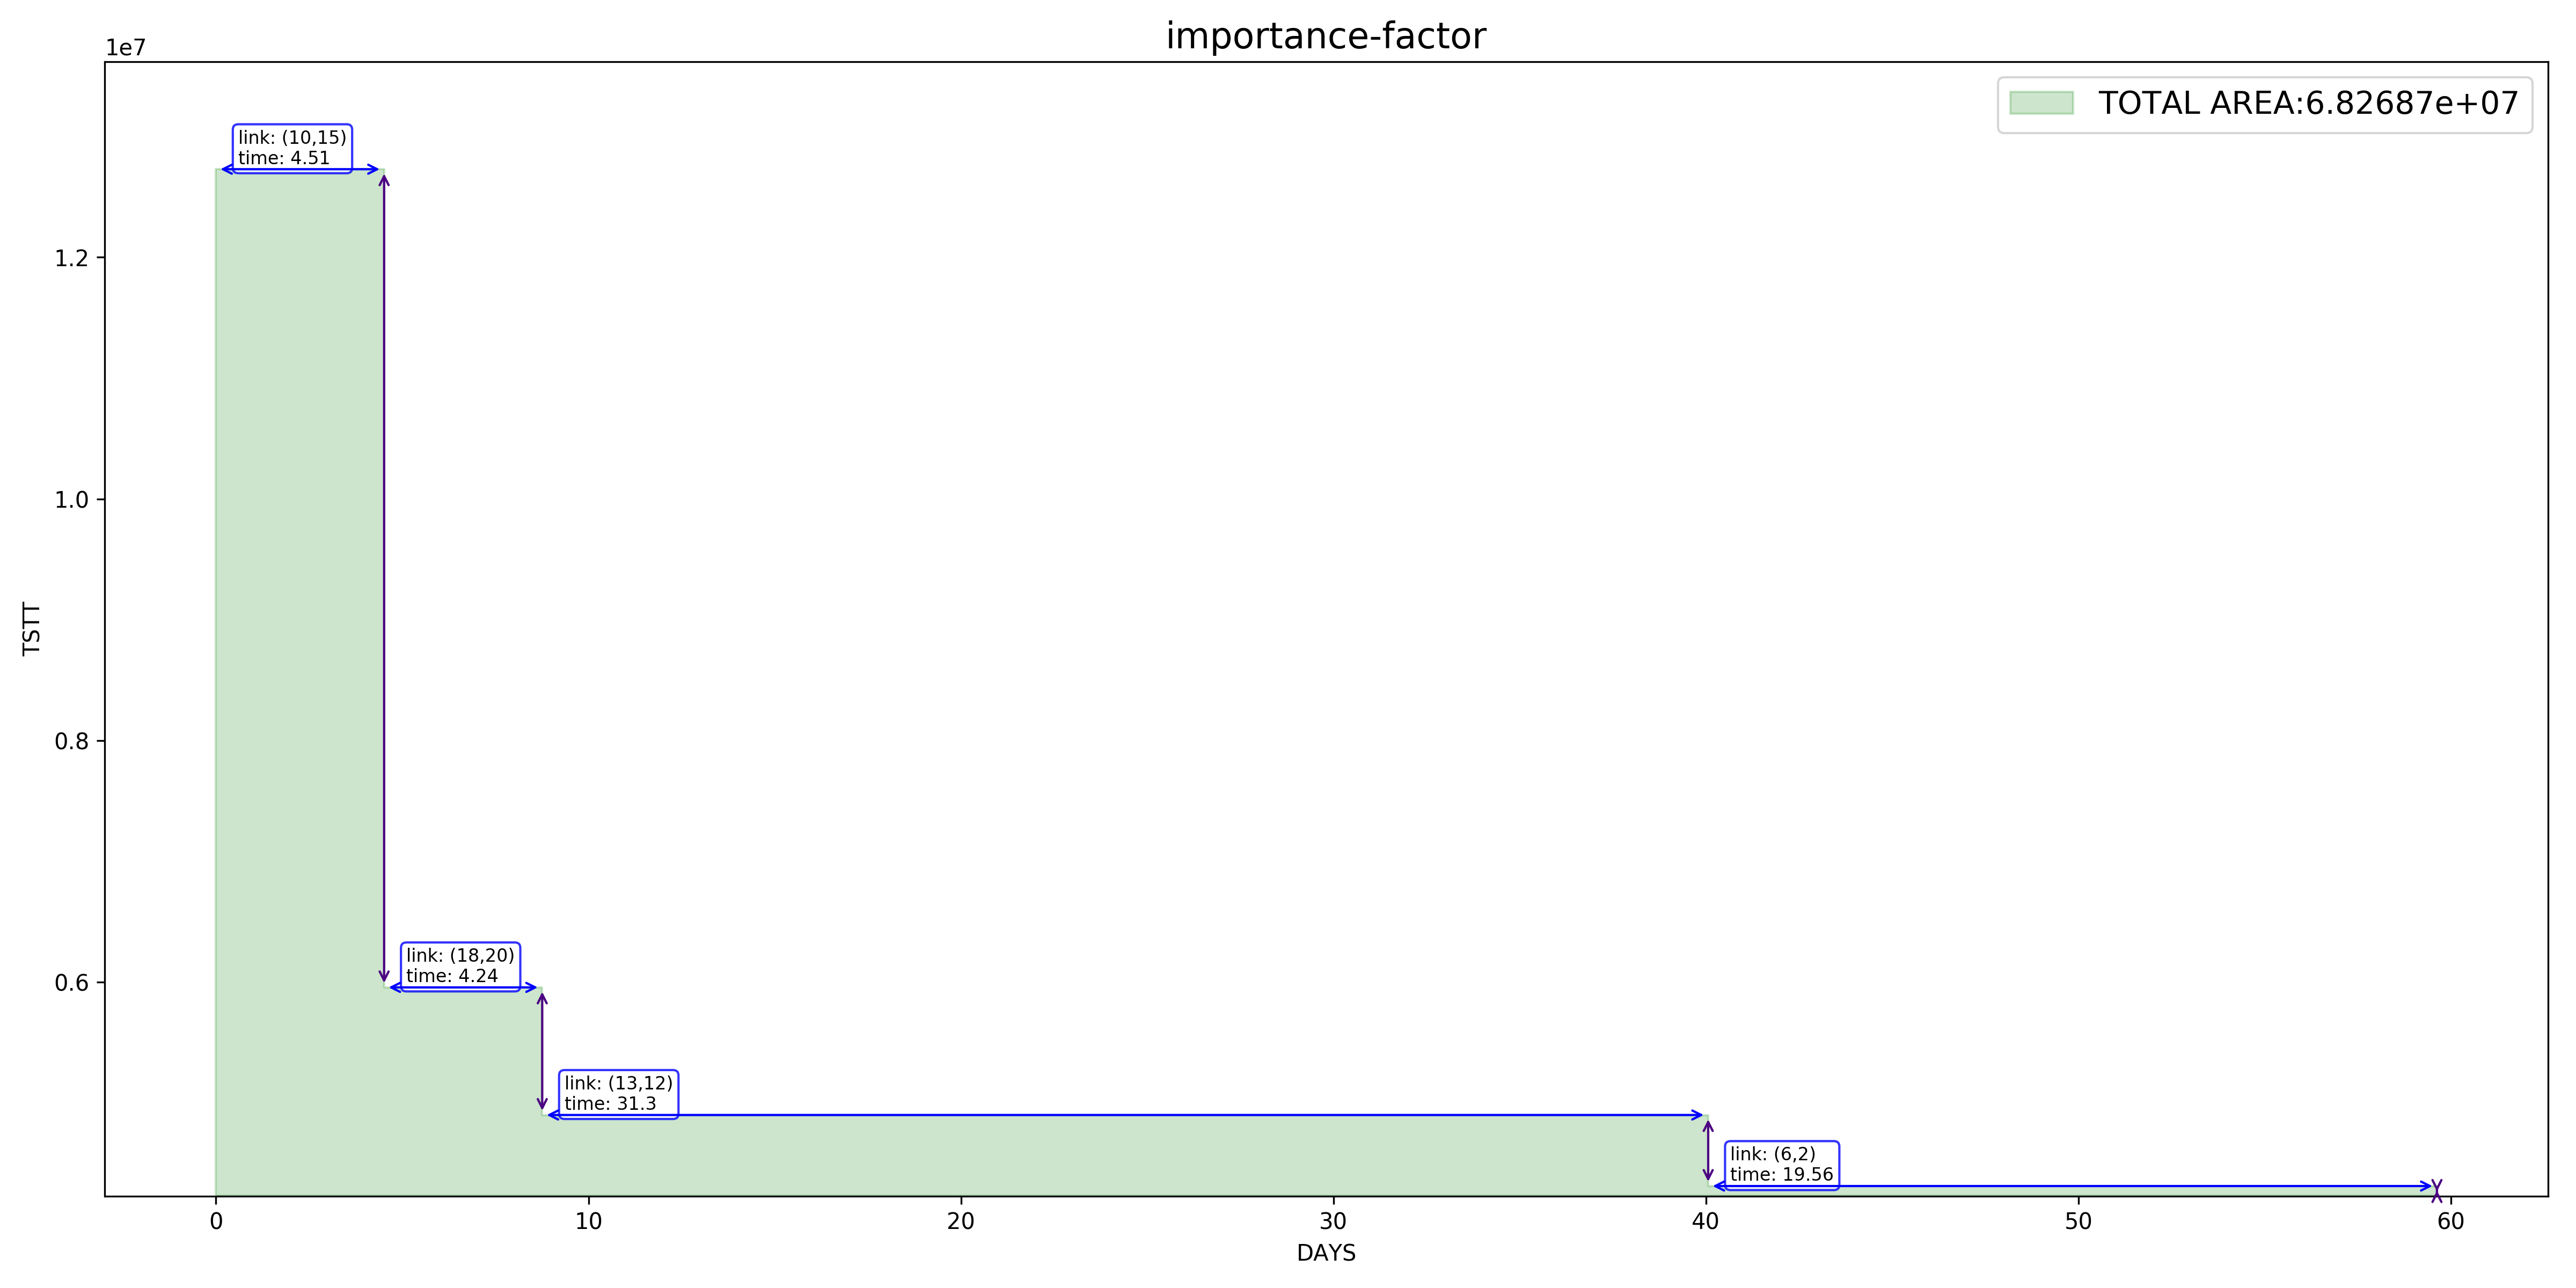 importance-factor
1e7
TOTAL AREA:6.82687e+07
link: (10,15)
time: 4.51
1.2
1.0
TSTT
0.8
link: (18,20)
time: 4.24
0.6
link: (13,12)
time: 31.3
link: (6,2)
time: 19.56
0 10 20 30 40 50 60
DAYS